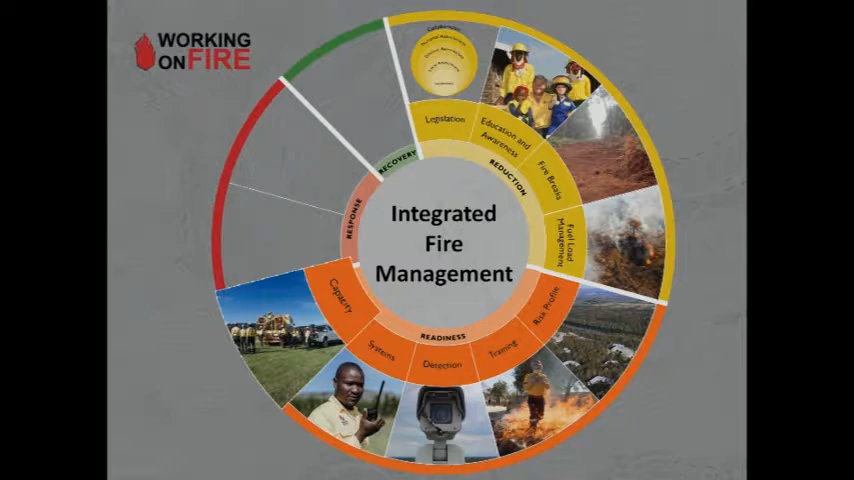 WORKING
ON FIRE
Collaboration
Legislation
Education and
Awareness
Fire Breaks
Fuel Load
Management
REDUCTION
RECOVERY
RESPONSE
Integrated
Fire
Management
READINESS
Capacity
Systems
Detection
Training
Risk Profile